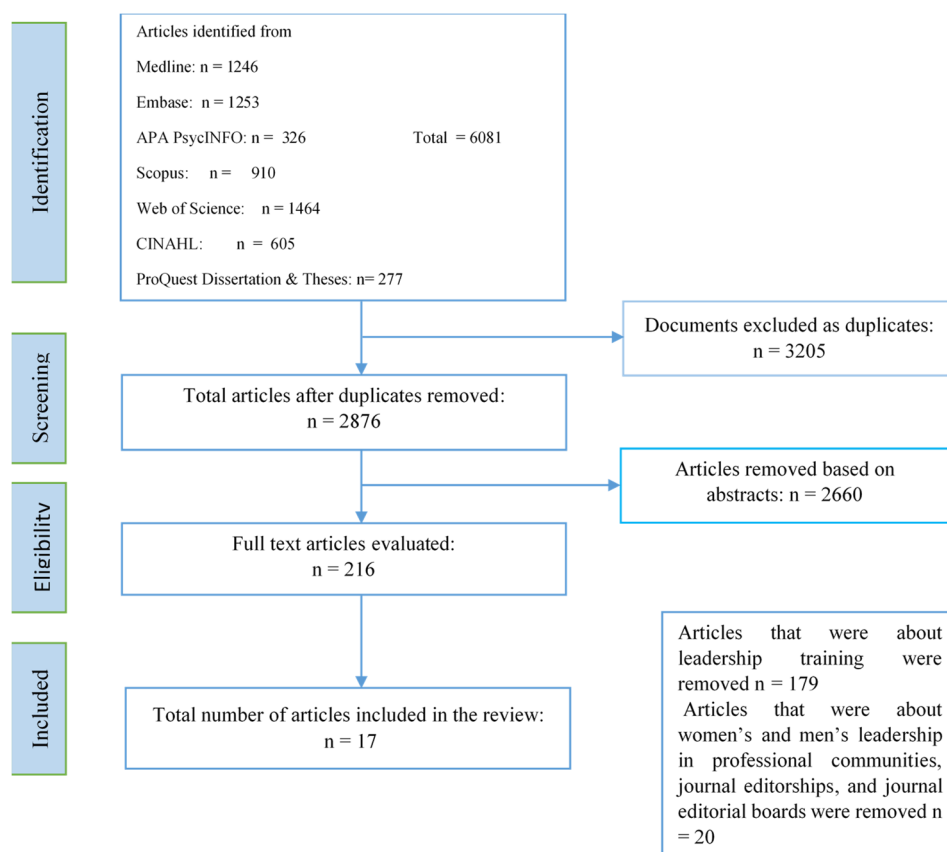 Identification
Articles identified from
Medline: n = 1246
Embase: n = 1253
APA PsycINFO: n = 326 Total = 6081
Scopus: n = 910
Web of Science: n = 1464
CINAHL: n = 605
ProQuest Dissertation & Theses: n= 277
Documents excluded as duplicates:
n = 3205
Screening
Total articles after duplicates removed:
n = 2876
Articles removed based on
abstracts: n = 2660
Eligibility
Full text articles evaluated:
n = 216
Articles that were about
leadership training were
removed n = 179
Articles that were about
women’s and men’s leadership
in professional communities,
journal editorships, and journal
editorial boards were removed n
= 20
Included
Total number of articles included in the review:
n = 17